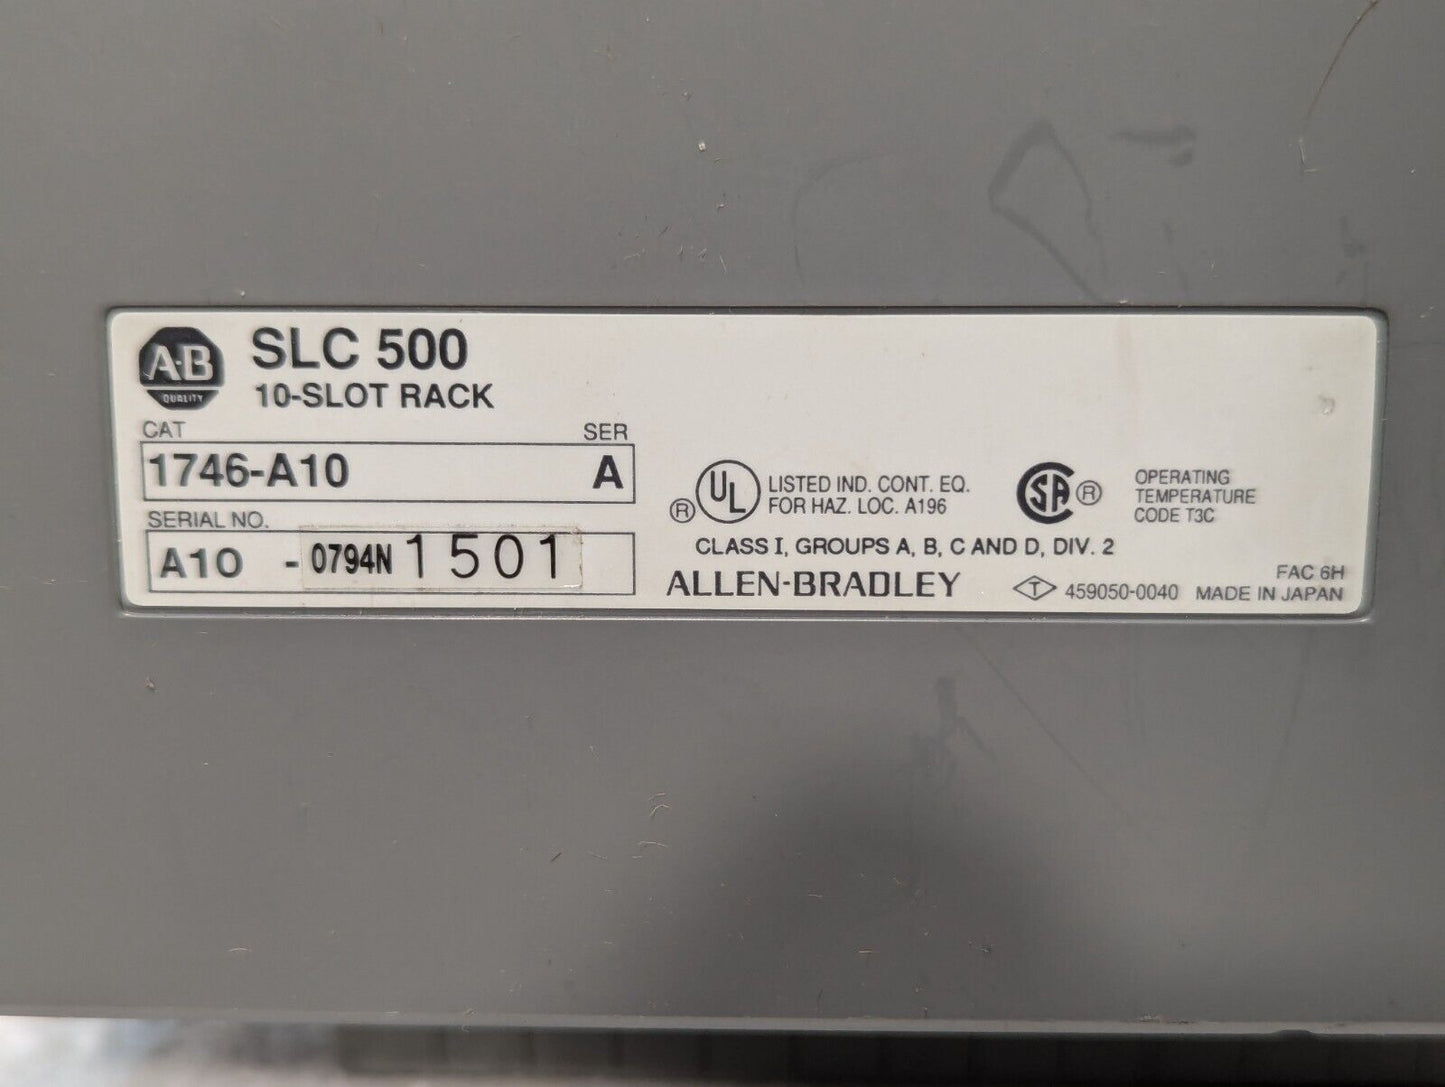 A·B
QUALITY
SLC 500
10-SLOT RACK
CAT SER
1746-A10 A
SERIAL NO.
A10 - 0794N 1501
® UL LISTED IND. CONT. EQ.
FOR HAZ. LOC. A196
CLASS I, GROUPS A, B, C AND D, DIV. 2
SA ®
OPERATING
TEMPERATURE
CODE T3C
ALLEN-BRADLEY
T 459050-0040
FAC 6H
MADE IN JAPAN